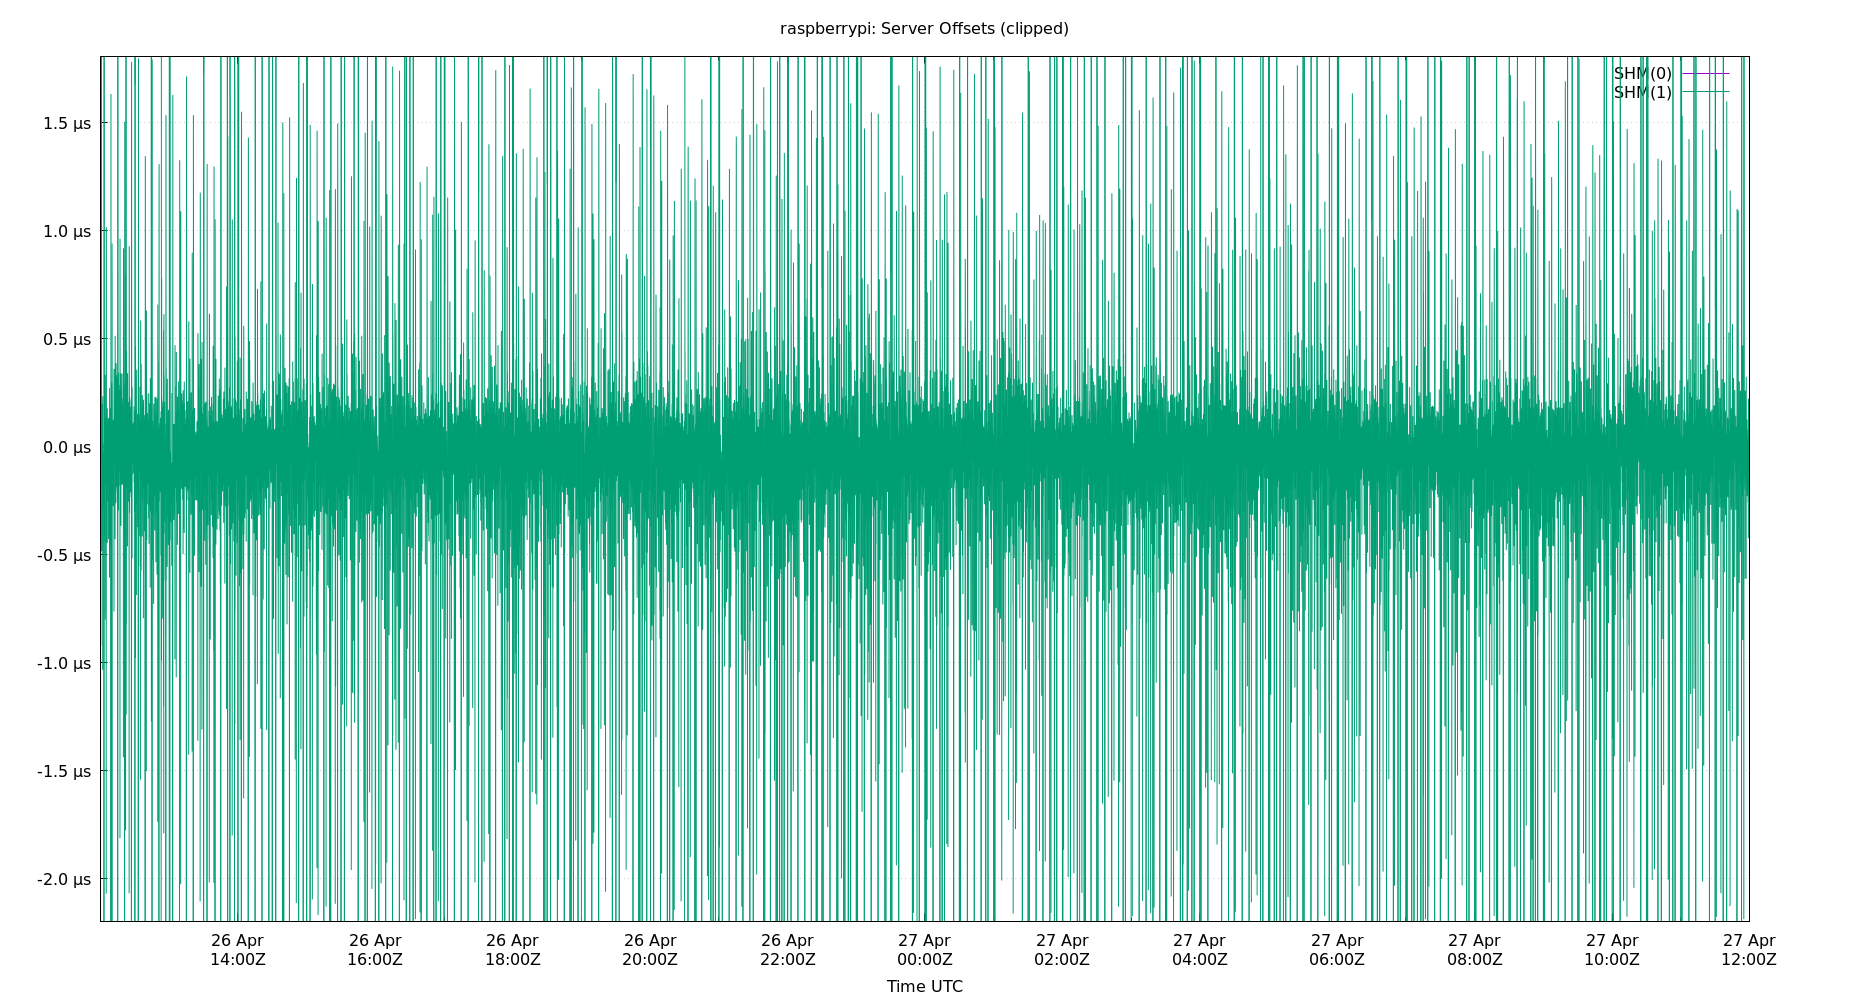 raspberrypi: Server Offsets (clipped)
SHM(0)
SHM(1)
1.5 µs
1.0 µs
0.5 µs
0.0 µs
-0.5 µs
-1.0 µs
-1.5 µs
-2.0 µs
26 Apr 26 Apr 26 Apr 26 Apr 26 Apr 27 Apr 27 Apr 27 Apr 27 Apr 27 Apr 27 Apr 27 Apr
14:00Z 16:00Z 18:00Z 20:00Z 22:00Z 00:00Z 02:00Z 04:00Z 06:00Z 08:00Z 10:00Z 12:00Z
Time UTC